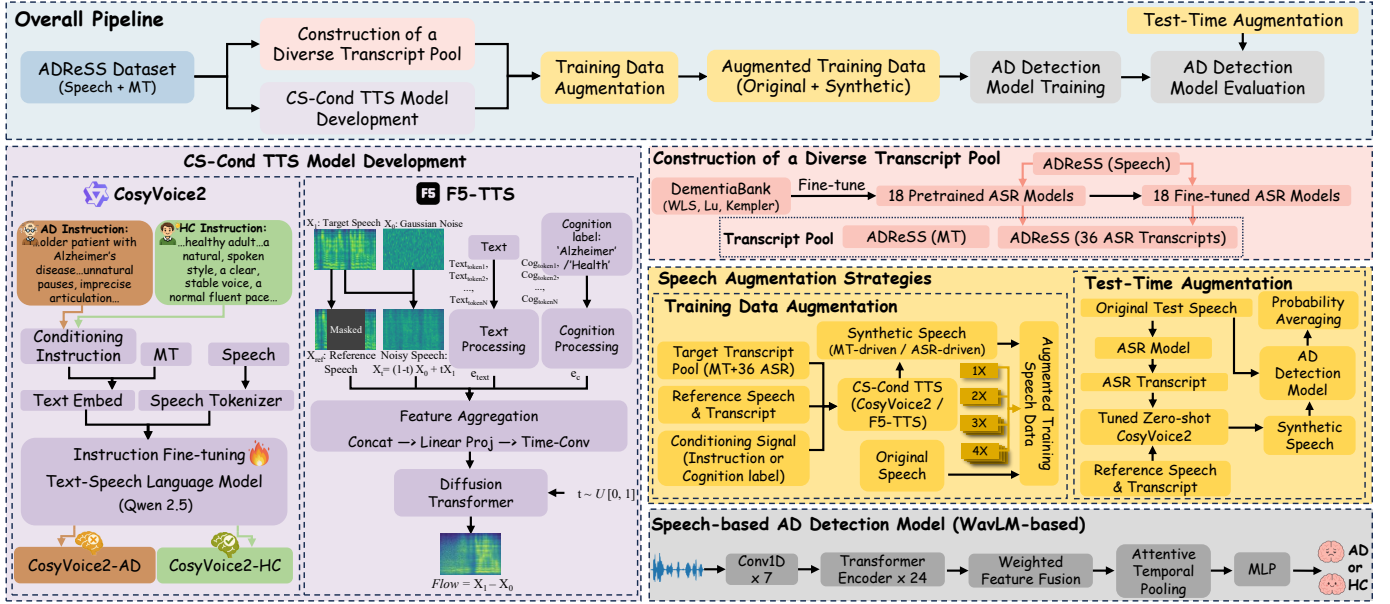 Overall Pipeline
ADReSS Dataset
(Speech + MT)
Construction of a
Diverse Transcript Pool
CS-Cond TTS Model
Development
Training Data
Augmentation
Augmented Training Data
(Original + Synthetic)
AD Detection
Model Training
Test-Time Augmentation
AD Detection
Model Evaluation
CS-Cond TTS Model Development
CosyVoice2
AD Instruction:
...older patient with
Alzheimer's
disease...unnatural
pauses, imprecise
articulation...
HC Instruction:
...healthy adult...a
natural, spoken
style, a clear,
stable voice, a
normal fluent pace...
Conditioning
Instruction
MT
Speech
Text Embed
Speech Tokenizer
Instruction Fine-tuning
Text-Speech Language Model
(Qwen 2.5)
CosyVoice2-AD
CosyVoice2-HC
F5
F5-TTS
X1: Target Speech
X0: Gaussian Noise
Masked
Xref: Reference
Speech
Noisy Speech:
Xt= (1-t) X0 + tX1
Text
Texttoken1,
Texttoken2,
...,
TexttokenN
Text
Processing
etext
Cognition
label:
'Alzheimer'
/'Health'
Cogtoken1,
Cogtoken2,
...,
CogtokenN
Cognition
Processing
ec
Feature Aggregation
Concat → Linear Proj → Time-Conv
Diffusion
Transformer
t ~ U [0, 1]
Flow = X1 – X0
Construction of a Diverse Transcript Pool
DementiaBank
(WLS, Lu, Kempler)
Fine-tune
ADReSS (Speech)
18 Pretrained ASR Models
18 Fine-tuned ASR Models
Transcript Pool
ADReSS (MT)
ADReSS (36 ASR Transcripts)
Speech Augmentation Strategies
Training Data Augmentation
Target Transcript
Pool (MT+36 ASR)
Reference Speech
& Transcript
Conditioning Signal
(Instruction or
Cognition label)
Synthetic Speech
(MT-driven / ASR-driven)
CS-Cond TTS
(CosyVoice2 /
F5-TTS)
Original
Speech
1X
2X
3X
4X
Augmented Training
Speech Data
Test-Time Augmentation
Original Test Speech
ASR Model
ASR Transcript
Tuned Zero-shot
CosyVoice2
Reference Speech
& Transcript
Probability
Averaging
AD
Detection
Model
Synthetic
Speech
Speech-based AD Detection Model (WavLM-based)
Conv1D
x 7
Transformer
Encoder x 24
Weighted
Feature Fusion
Attentive
Temporal
Pooling
MLP
AD
or
HC